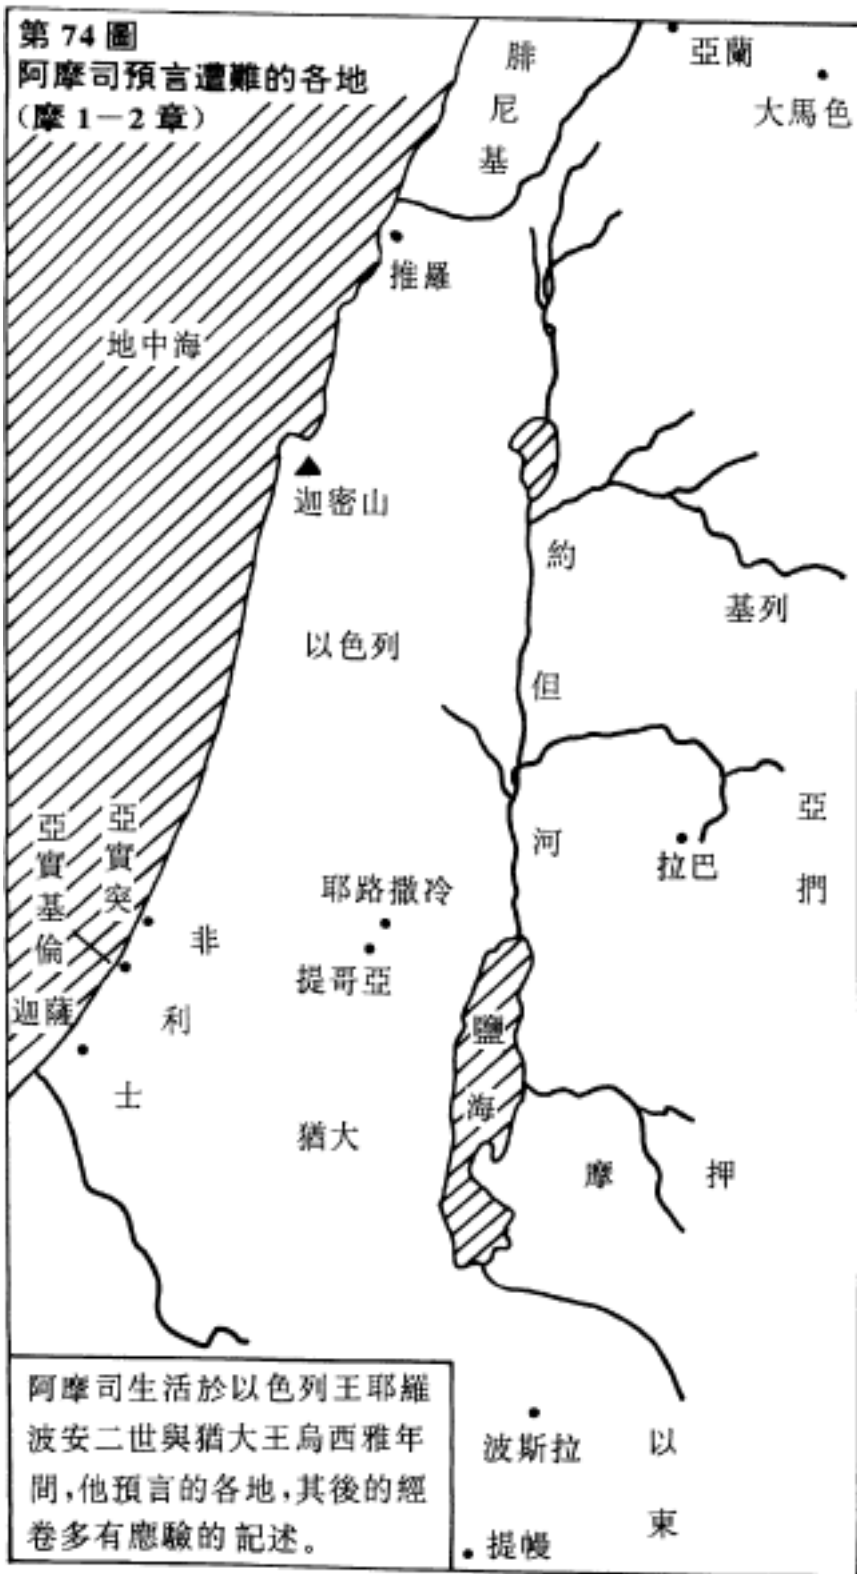 第 74 圖
阿摩司預言遭難的各地
（摩 1－2 章）
腓尼基
亞蘭
大馬色
推羅
地中海
迦密山
約但河
基列
以色列
亞實基倫
亞實突
亞捫
拉巴
耶路撒冷
非利士
提哥亞
迦薩
鹽海
猶大
摩押
阿摩司生活於以色列王耶羅
波安二世與猶大王烏西雅年
間，他預言的各地，其後的經
卷多有應驗的記述。
波斯拉
以東
提幔